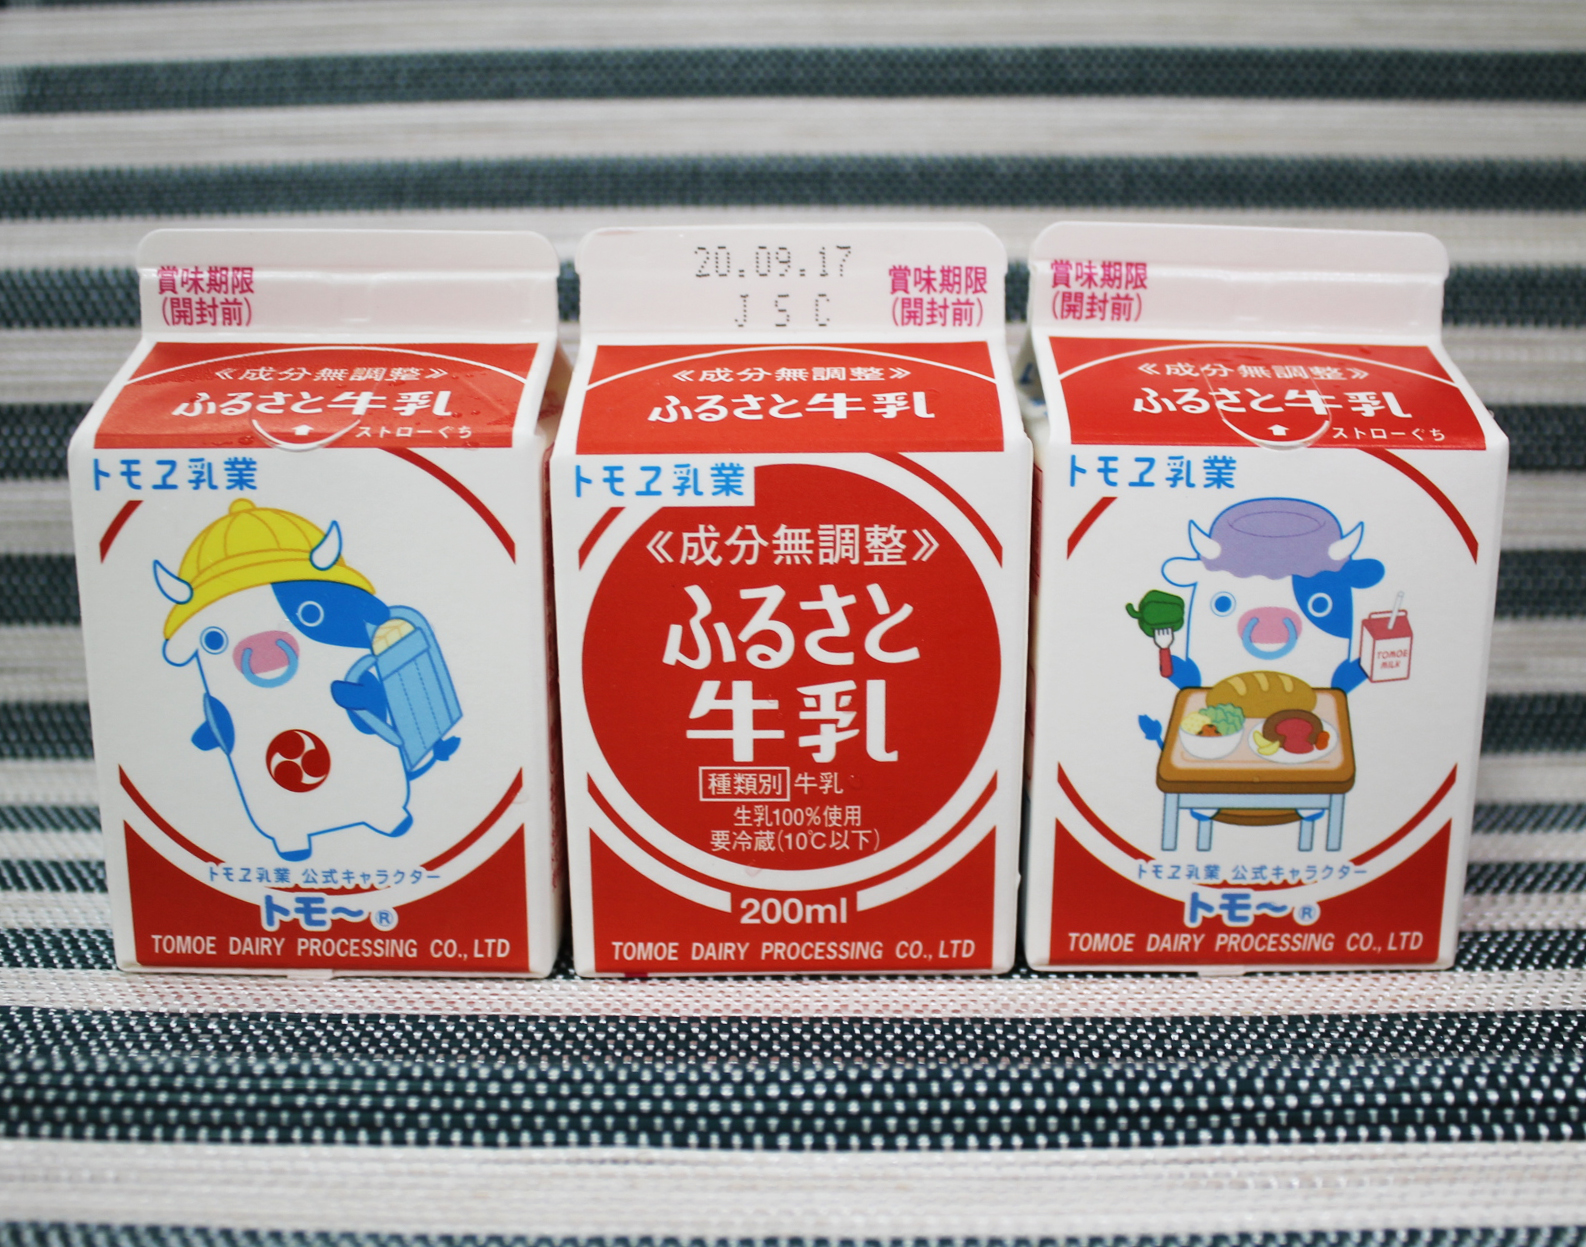 賞味期限
(開封前)
《成分無調整》
ふるさと牛乳
ストローぐち
トモヱ乳業
トモヱ乳業 公式キャラクター
トモ〜®
TOMOE DAIRY PROCESSING CO., LTD
20.09.17
J S C
賞味期限
(開封前)
《成分無調整》
ふるさと牛乳
トモヱ乳業
《成分無調整》
ふるさと
牛乳
種類別 牛乳
生乳100%使用
要冷蔵(10℃以下)
200ml
TOMOE DAIRY PROCESSING CO., LTD
賞味期限
(開封前)
《成分無調整》
ふるさと牛乳
ストローぐち
トモヱ乳業
TOMOE
MILK
トモヱ乳業 公式キャラクター
トモ〜®
TOMOE DAIRY PROCESSING CO., LTD